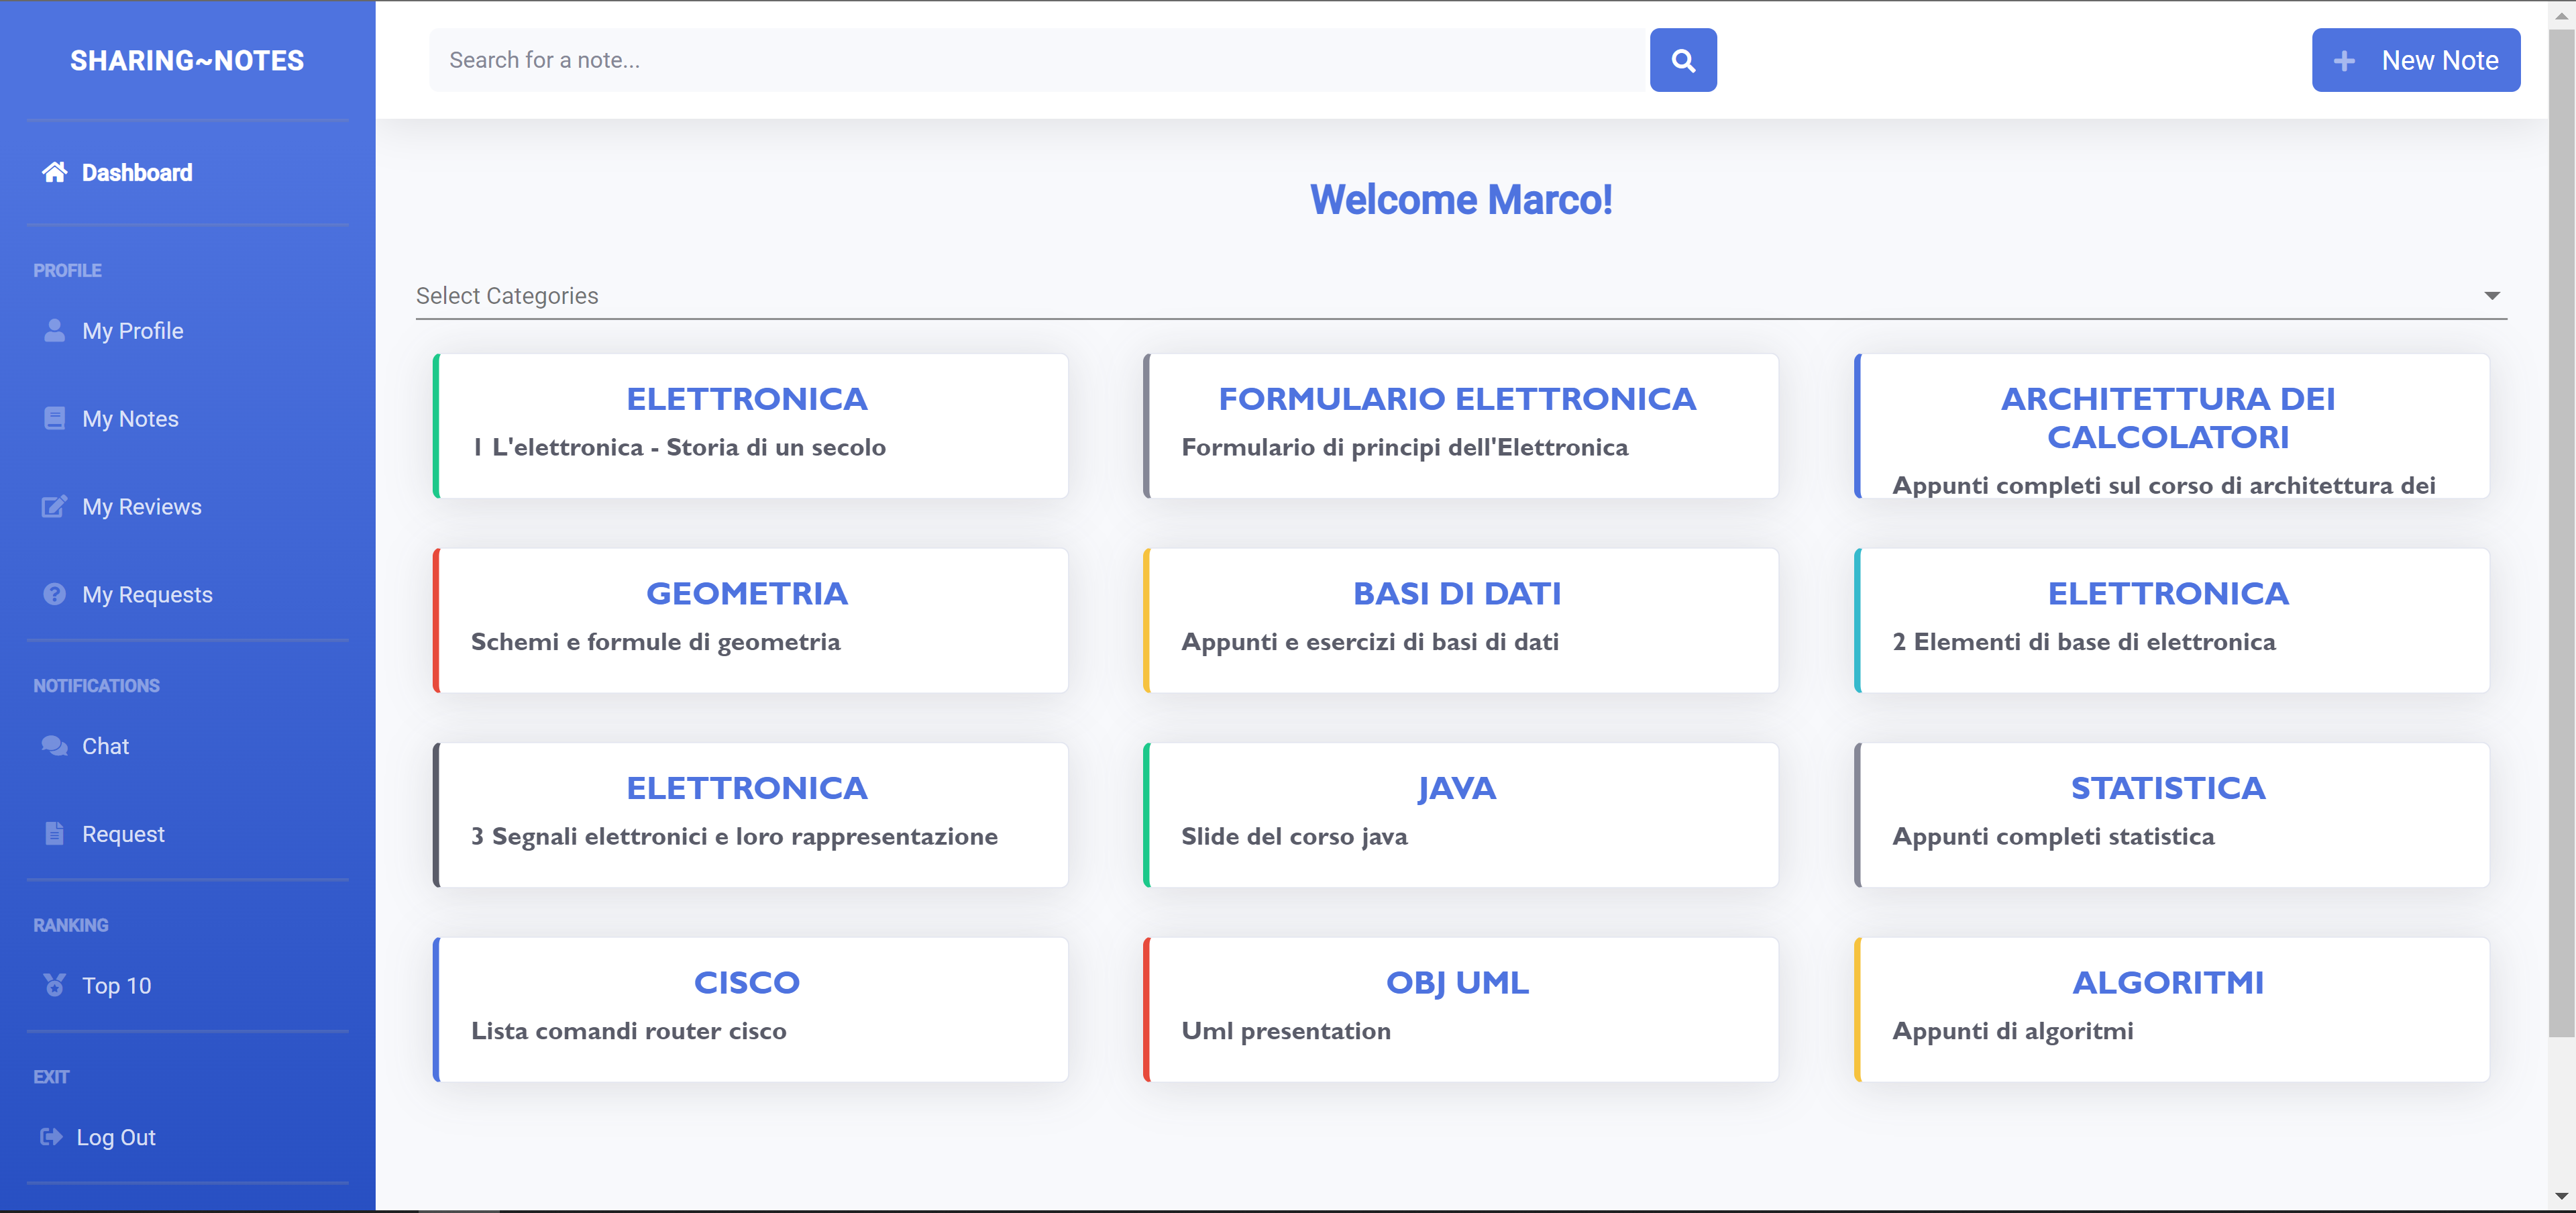 SHARING~NOTES
Dashboard
PROFILE
My Profile
My Notes
My Reviews
My Requests
NOTIFICATIONS
Chat
Request
RANKING
Top 10
EXIT
Log Out
Search for a note...
New Note
Welcome Marco!
Select Categories
ELETTRONICA
1 L'elettronica - Storia di un secolo
FORMULARIO ELETTRONICA
Formulario di principi dell'Elettronica
ARCHITETTURA DEI
CALCOLATORI
Appunti completi sul corso di architettura dei
GEOMETRIA
Schemi e formule di geometria
BASI DI DATI
Appunti e esercizi di basi di dati
ELETTRONICA
2 Elementi di base di elettronica
ELETTRONICA
3 Segnali elettronici e loro rappresentazione
JAVA
Slide del corso java
STATISTICA
Appunti completi statistica
CISCO
Lista comandi router cisco
OBJ UML
Uml presentation
ALGORITMI
Appunti di algoritmi